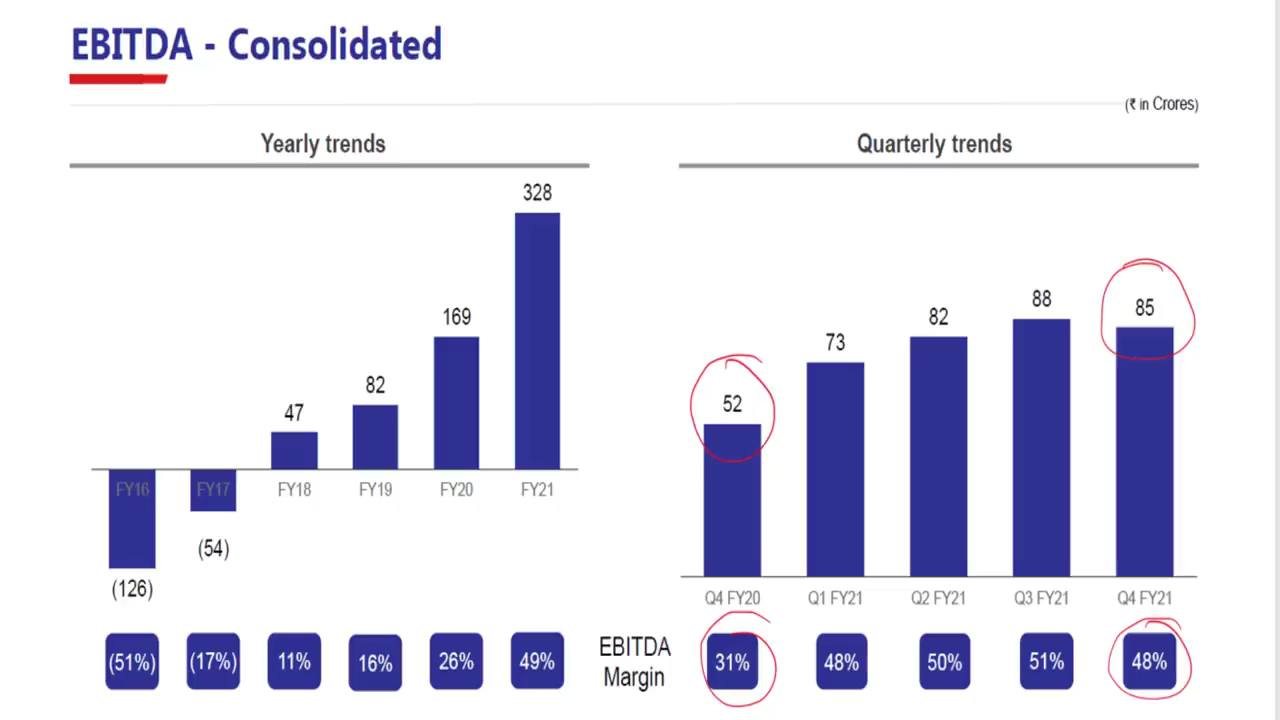 EBITDA - Consolidated
(₹ in Crores)
Yearly trends
328
169
82
47
FY16 FY17 FY18 FY19 FY20 FY21
(54)
(126)
(51%) (17%) 11% 16% 26% 49%
Quarterly trends
88
85
82
73
52
Q4 FY20 Q1 FY21 Q2 FY21 Q3 FY21 Q4 FY21
EBITDA
Margin
31% 48% 50% 51% 48%